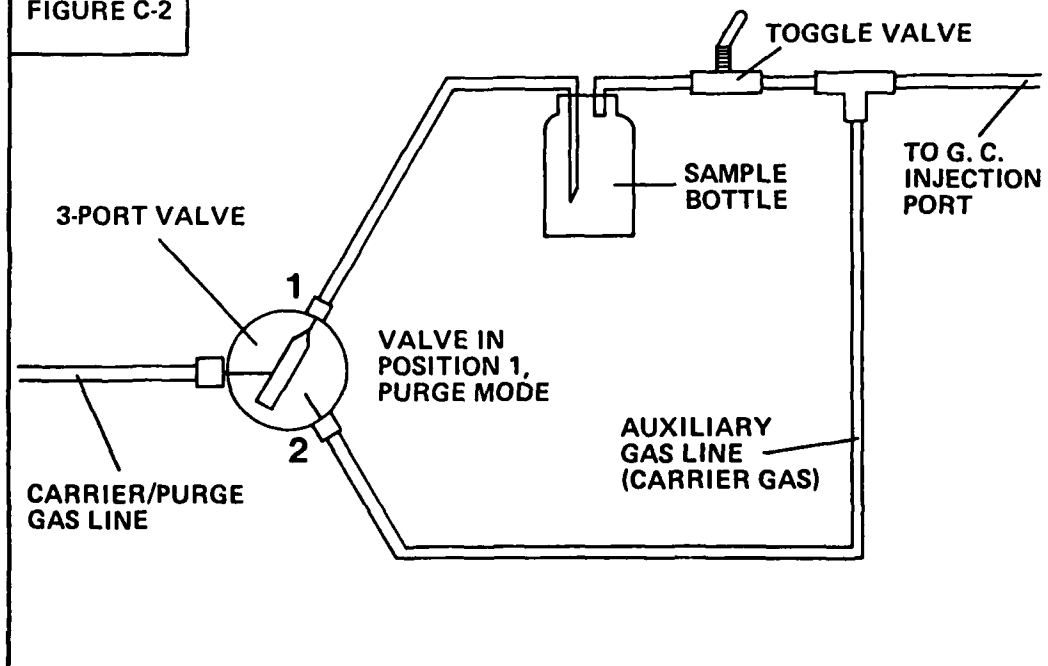 FIGURE C-2
TOGGLE VALVE
TO G. C.
INJECTION
PORT
SAMPLE
BOTTLE
3-PORT VALVE
1
VALVE IN
POSITION 1,
PURGE MODE
2
AUXILIARY
GAS LINE
(CARRIER GAS)
CARRIER/PURGE
GAS LINE